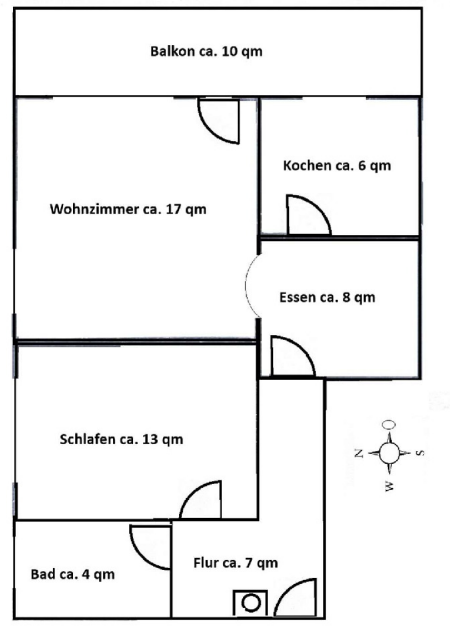 Balkon ca. 10 qm
Kochen ca. 6 qm
Wohnzimmer ca. 17 qm
Essen ca. 8 qm
Schlafen ca. 13 qm
O
N
S
W
Flur ca. 7 qm
Bad ca. 4 qm